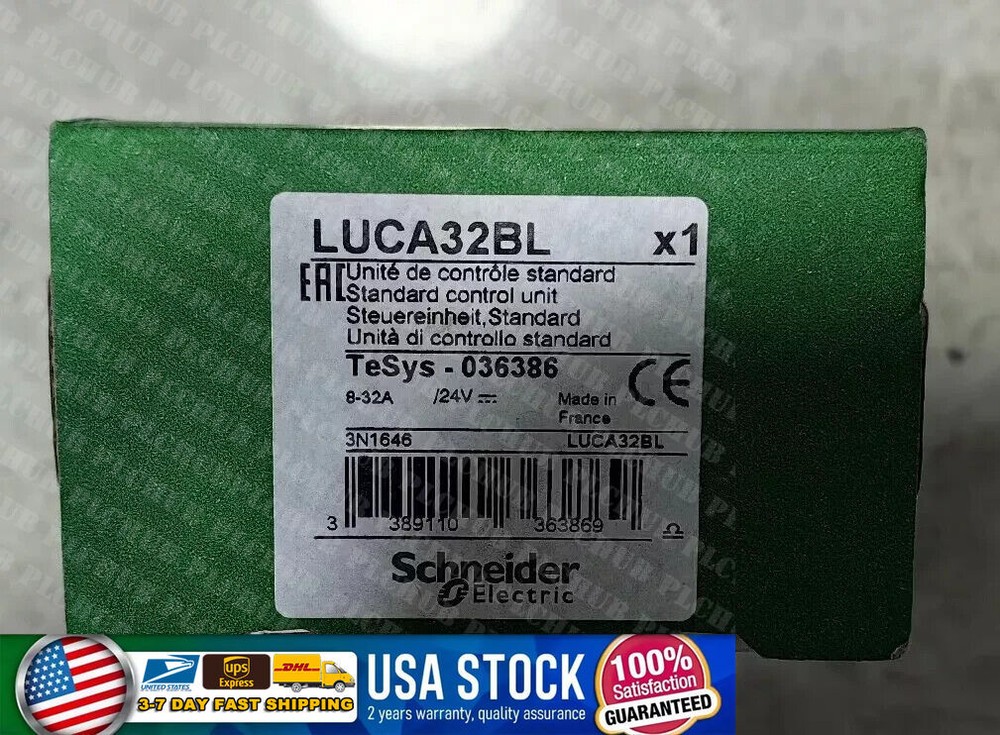 LUCA32BL x1
EAC Unité de contrôle standard
Standard control unit
Steuereinheit,Standard
Unità di controllo standard
TeSys - 036386
8-32A /24V ⎓ CE
Made in
France
3N1646 LUCA32BL
3 389110 363869
Schneider
Electric
UNITED STATES
ups
Express
DHL
3-7 DAY FAST SHIPPING
USA STOCK
2 years warranty, quality assurance
100%
Satisfaction
GUARANTEED
PLCHUB